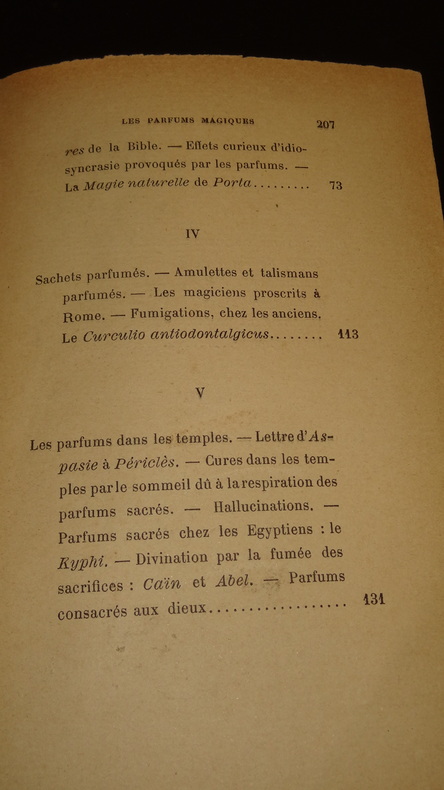 LES PARFUMS MAGIQUES 207
res de la Bible. — Effets curieux d'idio-
syncrasie provoqués par les parfums. —
La Magie naturelle de Porta......... 73
IV
Sachets parfumés. — Amulettes et talismans
parfumés. — Les magiciens proscrits à
Rome. — Fumigations, chez les anciens,
Le Curculio antiodontalgicus........ 113
V
Les parfums dans les temples. — Lettre d'As-
pasie à Périclès. — Cures dans les tem-
ples par le sommeil dû à la respiration des
parfums sacrés. — Hallucinations. —
Parfums sacrés chez les Egyptiens : le
Kyphi. — Divination par la fumée des
sacrifices : Caïn et Abel. — Parfums
consacrés aux dieux.................. 131